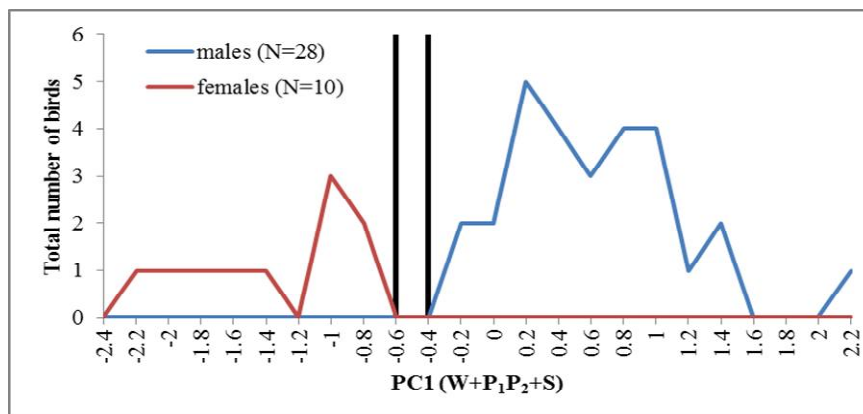 6
5
4
3
2
1
0
Total number of birds
males (N=28)
females (N=10)
-2.4 -2.2 -2 -1.8 -1.6 -1.4 -1.2 -1 -0.8 -0.6 -0.4 -0.2 0 0.2 0.4 0.6 0.8 1 1.2 1.4 1.6 1.8 2 2.2
PC1 (W+P₁P₂+S)